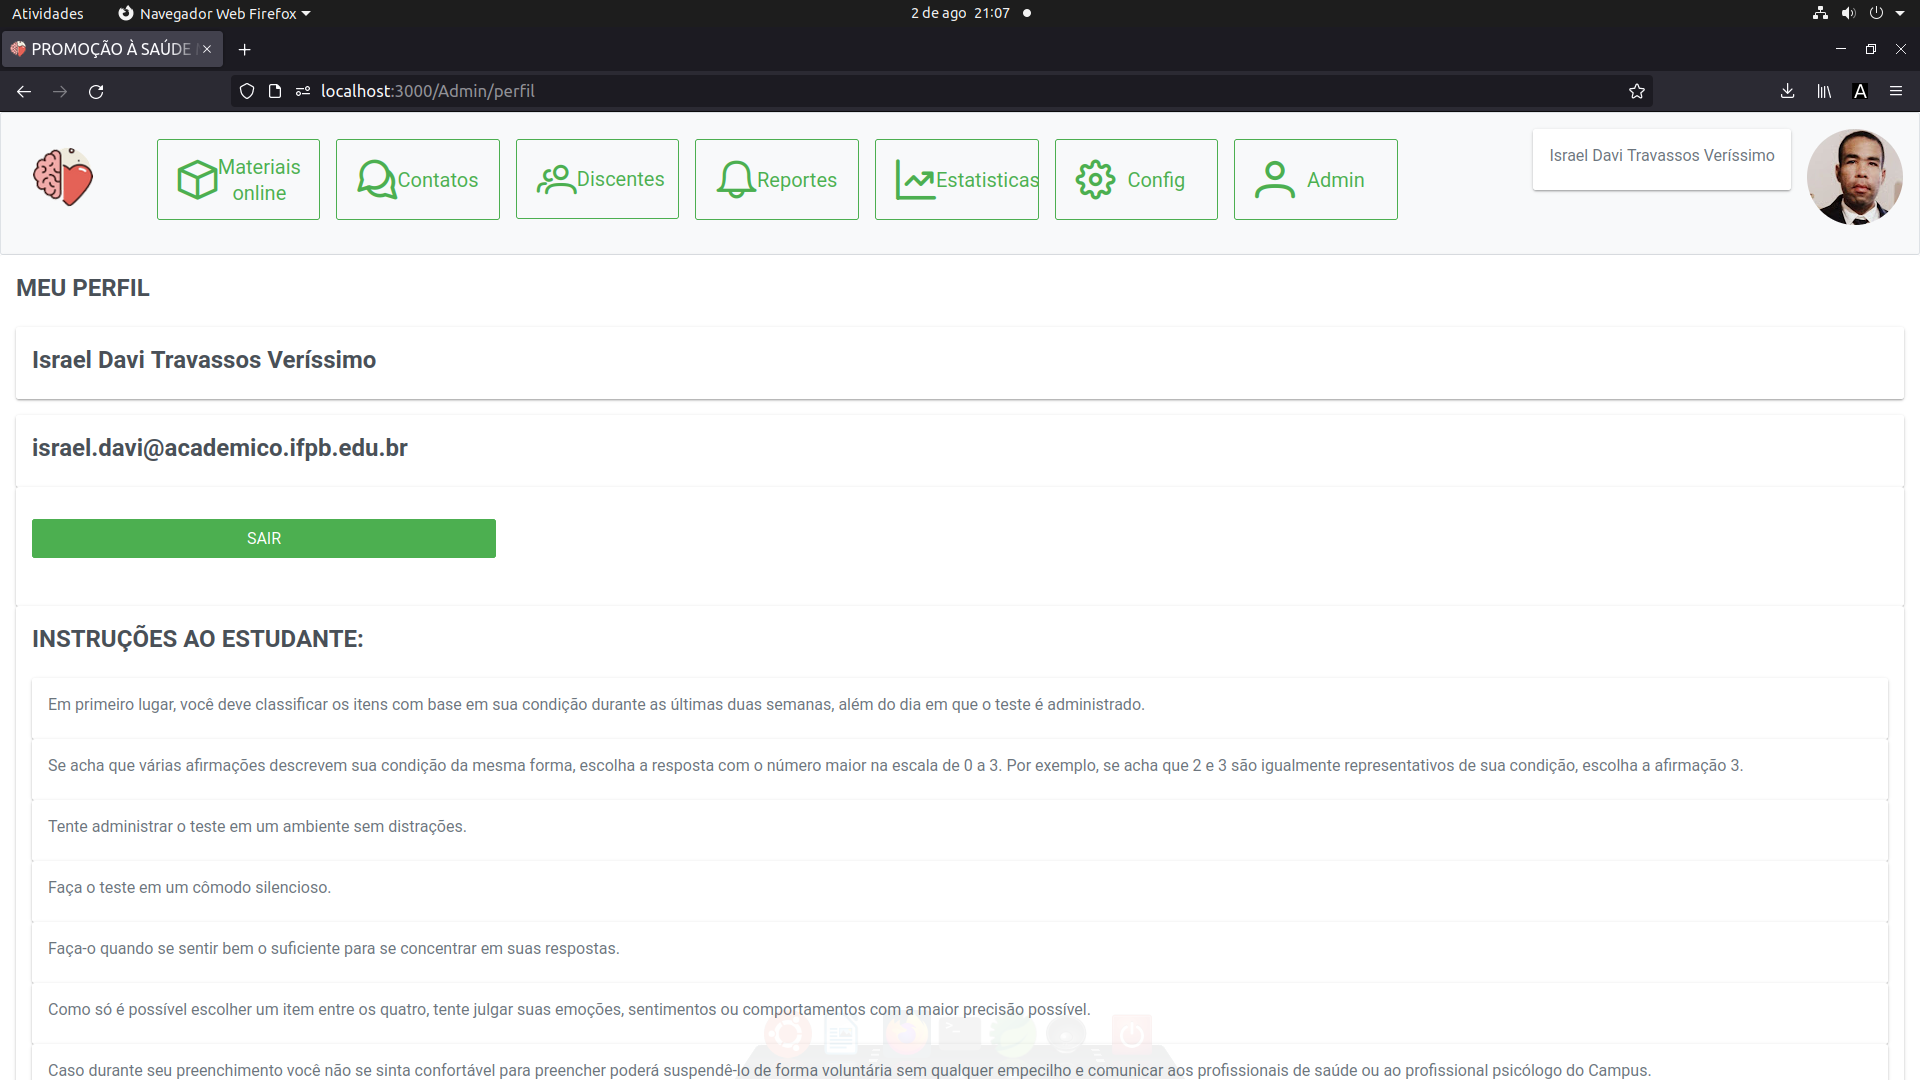 Atividades
Navegador Web Firefox
2 de ago 21:07
PROMOÇÃO À SAÚDE
localhost:3000/Admin/perfil
A
Materiais
online
Contatos
Discentes
Reportes
Estatisticas
Config
Admin
Israel Davi Travassos Veríssimo
MEU PERFIL
Israel Davi Travassos Veríssimo
israel.davi@academico.ifpb.edu.br
SAIR
INSTRUÇÕES AO ESTUDANTE:
Em primeiro lugar, você deve classificar os itens com base em sua condição durante as últimas duas semanas, além do dia em que o teste é administrado.
Se acha que várias afirmações descrevem sua condição da mesma forma, escolha a resposta com o número maior na escala de 0 a 3. Por exemplo, se acha que 2 e 3 são igualmente representativos de sua condição, escolha a afirmação 3.
Tente administrar o teste em um ambiente sem distrações.
Faça o teste em um cômodo silencioso.
Faça-o quando se sentir bem o suficiente para se concentrar em suas respostas.
Como só é possível escolher um item entre os quatro, tente julgar suas emoções, sentimentos ou comportamentos com a maior precisão possível.
Caso durante seu preenchimento você não se sinta confortável para preencher poderá suspendê-lo de forma voluntária sem qualquer empecilho e comunicar aos profissionais de saúde ou ao profissional psicólogo do Campus.